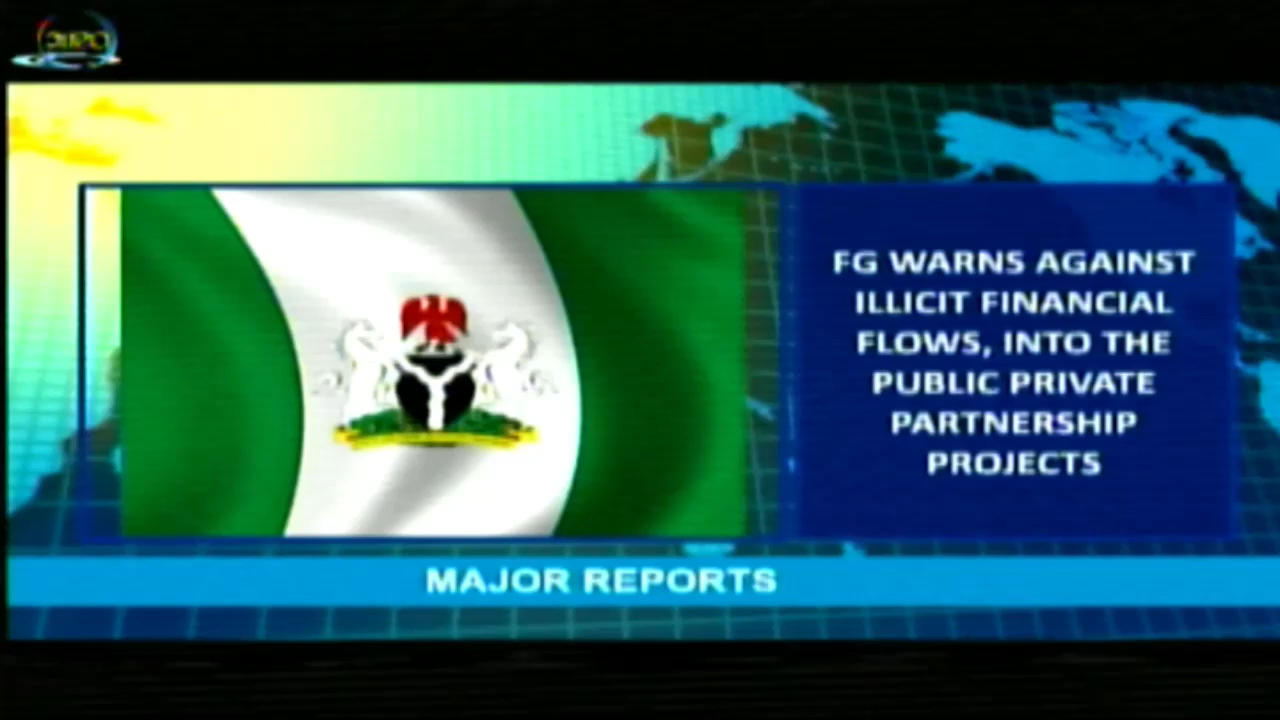 FG WARNS AGAINST
ILLICIT FINANCIAL
FLOWS, INTO THE
PUBLIC PRIVATE
PARTNERSHIP
PROJECTS
MAJOR REPORTS